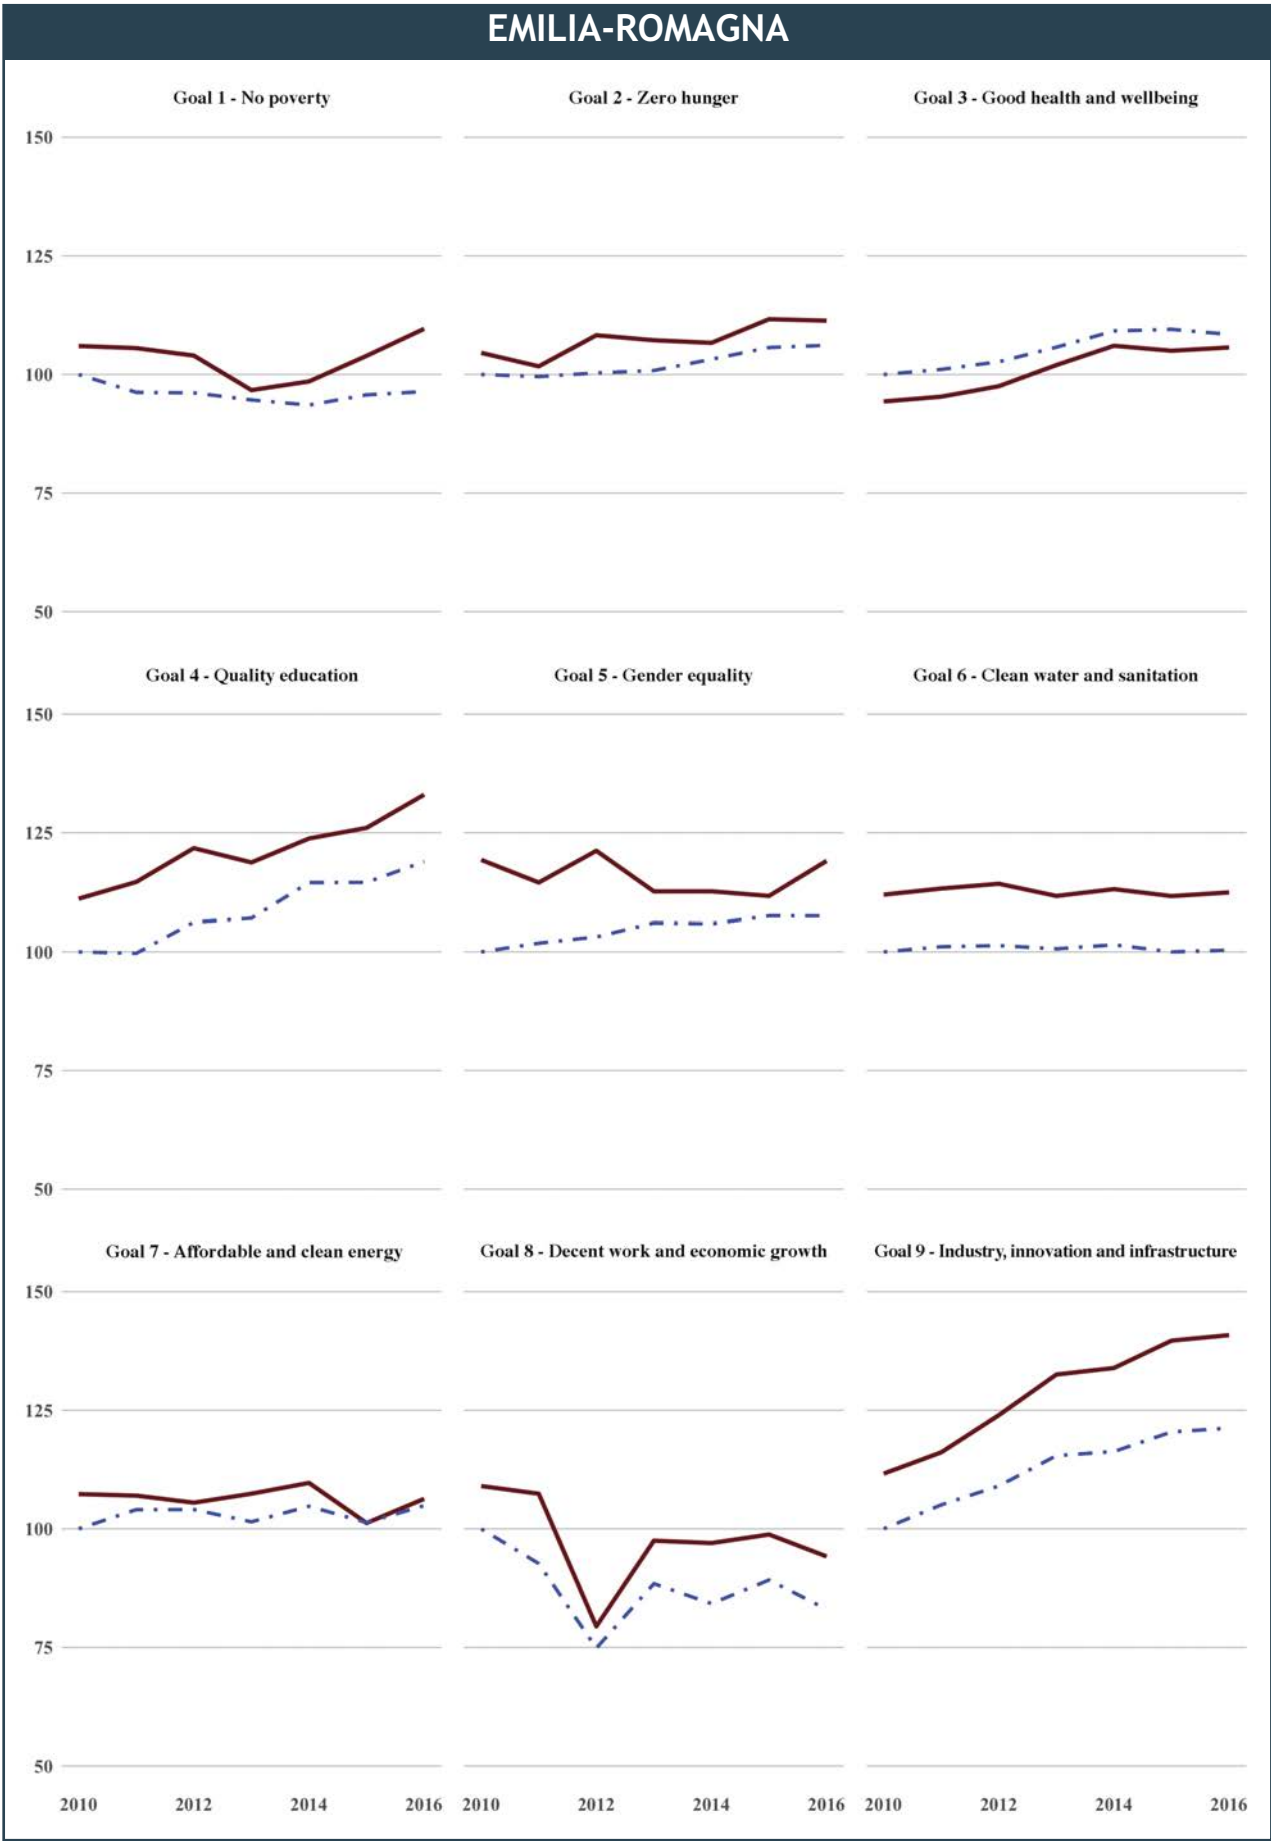 EMILIA-ROMAGNA
Goal 1 - No poverty
Goal 2 - Zero hunger
Goal 3 - Good health and wellbeing
150
125
100
75
50
Goal 4 - Quality education
Goal 5 - Gender equality
Goal 6 - Clean water and sanitation
150
125
100
75
50
Goal 7 - Affordable and clean energy
Goal 8 - Decent work and economic growth
Goal 9 - Industry, innovation and infrastructure
150
125
100
75
50
2010 2012 2014 2016
2010 2012 2014 2016
2010 2012 2014 2016